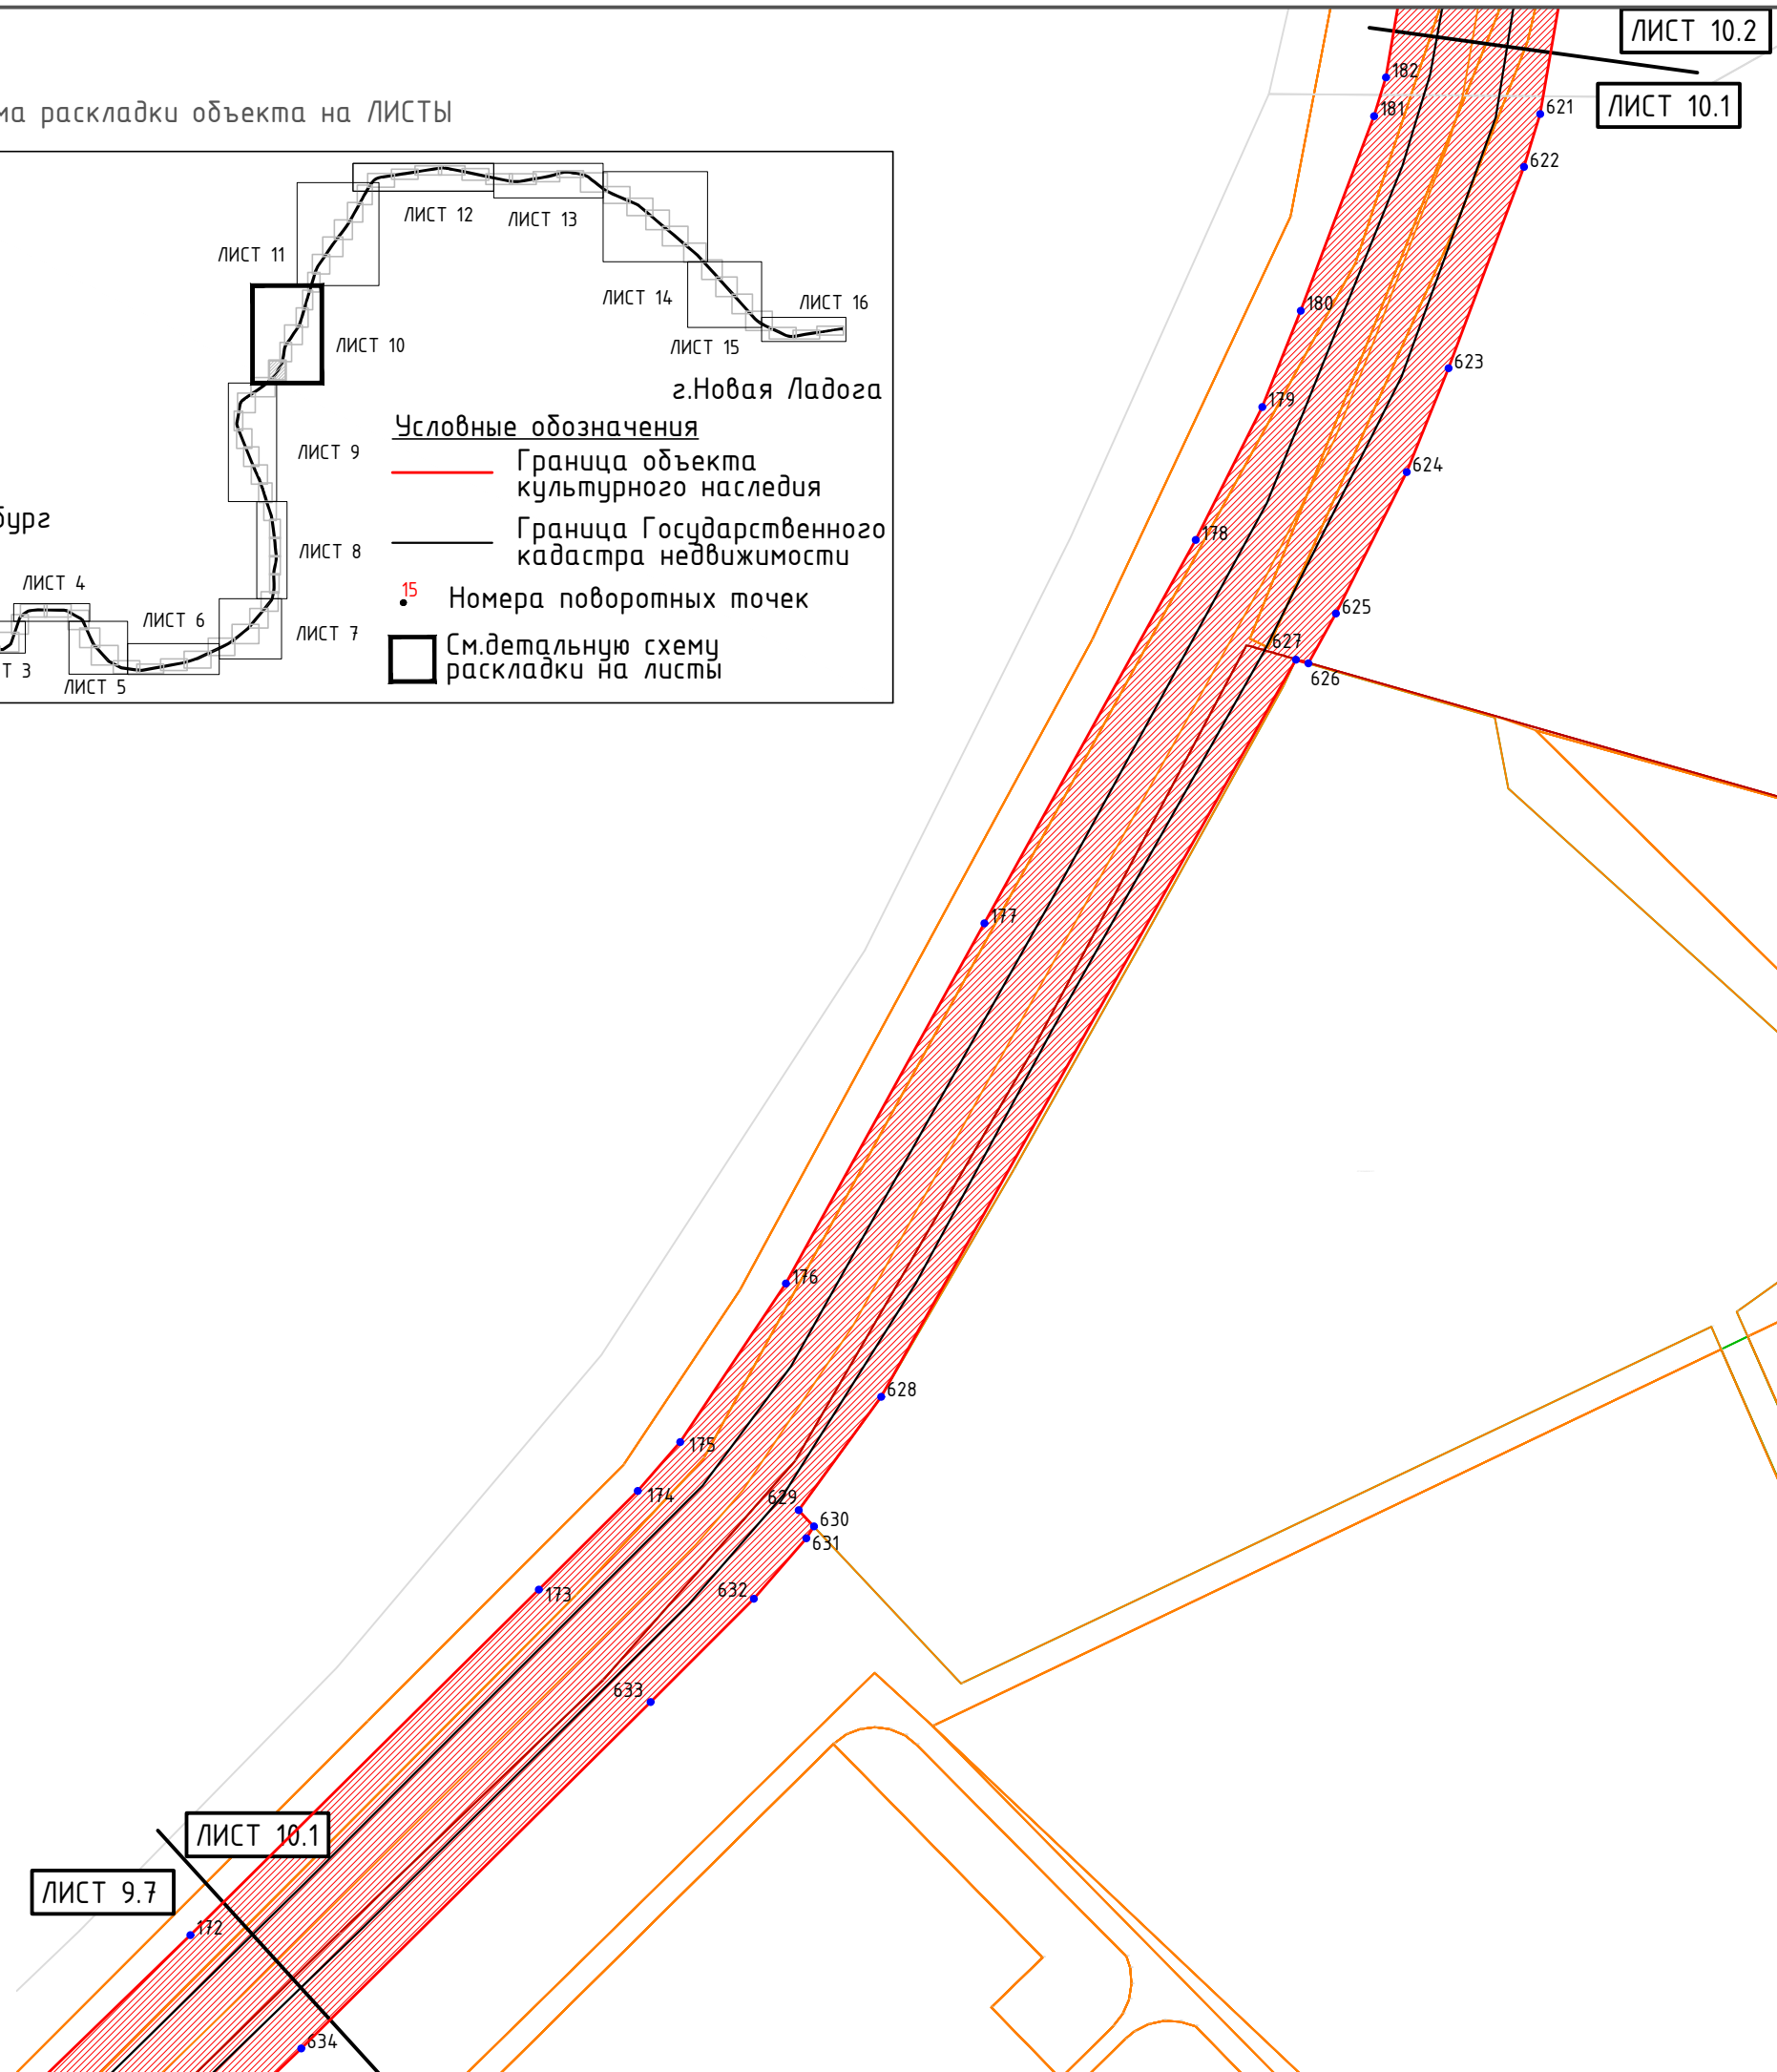 ЛИСТ 10.2
ЛИСТ 10.1
ма раскладки объекта на ЛИСТЫ
ЛИСТ 12
ЛИСТ 13
ЛИСТ 11
ЛИСТ 14
ЛИСТ 16
ЛИСТ 10
ЛИСТ 15
г.Новая Ладога
ЛИСТ 9
Условные обозначения
Граница объекта
культурного наследия
бург
Граница Государственного
кадастра недвижимости
ЛИСТ 8
ЛИСТ 4
15
Номера поворотных точек
ЛИСТ 6
ЛИСТ 7
См.детальную схему
раскладки на листы
Т 3
ЛИСТ 5
182
181
621
622
180
623
179
624
178
625
627
626
177
176
628
175
174
629
630
631
173
632
633
ЛИСТ 10.1
ЛИСТ 9.7
172
634